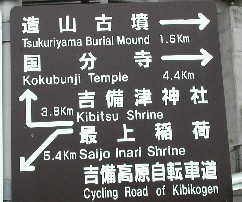 造山古墳
Tsukuriyama Burial Mound 1.6Km
国分寺
Kokubunji Temple 4.4Km
吉備津神社
3.8Km Kibitsu Shrine
最上稲荷
5.4Km Saijo Inari Shrine
吉備高原自転車道
Cycling Road of Kibikogen